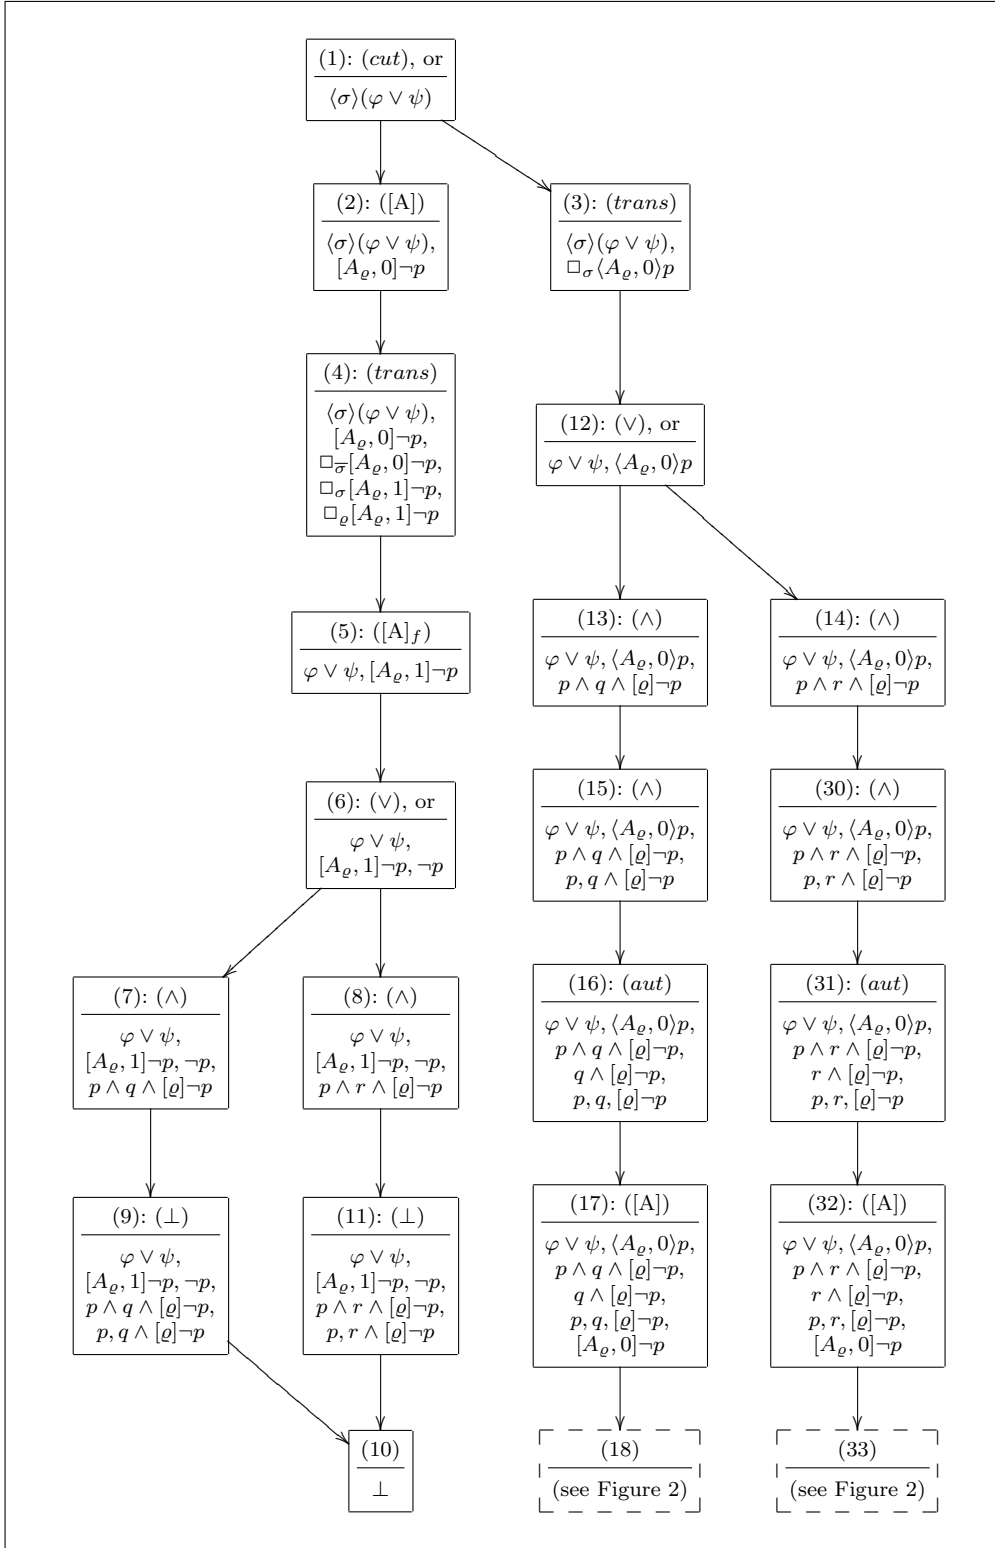 (1): (cut), or
⟨σ⟩(φ ∨ ψ)
(2): ([A])
⟨σ⟩(φ ∨ ψ),
[A_ϱ, 0]¬p
(3): (trans)
⟨σ⟩(φ ∨ ψ),
□_σ⟨A_ϱ, 0⟩p
(4): (trans)
⟨σ⟩(φ ∨ ψ),
[A_ϱ, 0]¬p,
□_σ̅[A_ϱ, 0]¬p,
□_σ[A_ϱ, 1]¬p,
□_ϱ[A_ϱ, 1]¬p
(12): (∨), or
φ ∨ ψ, ⟨A_ϱ, 0⟩p
(5): ([A]_f)
φ ∨ ψ, [A_ϱ, 1]¬p
(13): (∧)
φ ∨ ψ, ⟨A_ϱ, 0⟩p,
p ∧ q ∧ [ϱ]¬p
(14): (∧)
φ ∨ ψ, ⟨A_ϱ, 0⟩p,
p ∧ r ∧ [ϱ]¬p
(6): (∨), or
φ ∨ ψ,
[A_ϱ, 1]¬p, ¬p
(15): (∧)
φ ∨ ψ, ⟨A_ϱ, 0⟩p,
p ∧ q ∧ [ϱ]¬p,
p, q ∧ [ϱ]¬p
(30): (∧)
φ ∨ ψ, ⟨A_ϱ, 0⟩p,
p ∧ r ∧ [ϱ]¬p,
p, r ∧ [ϱ]¬p
(7): (∧)
φ ∨ ψ,
[A_ϱ, 1]¬p, ¬p,
p ∧ q ∧ [ϱ]¬p
(8): (∧)
φ ∨ ψ,
[A_ϱ, 1]¬p, ¬p,
p ∧ r ∧ [ϱ]¬p
(16): (aut)
φ ∨ ψ, ⟨A_ϱ, 0⟩p,
p ∧ q ∧ [ϱ]¬p,
q ∧ [ϱ]¬p,
p, q, [ϱ]¬p
(31): (aut)
φ ∨ ψ, ⟨A_ϱ, 0⟩p,
p ∧ r ∧ [ϱ]¬p,
r ∧ [ϱ]¬p,
p, r, [ϱ]¬p
(9): (⊥)
φ ∨ ψ,
[A_ϱ, 1]¬p, ¬p,
p ∧ q ∧ [ϱ]¬p,
p, q ∧ [ϱ]¬p
(11): (⊥)
φ ∨ ψ,
[A_ϱ, 1]¬p, ¬p,
p ∧ r ∧ [ϱ]¬p,
p, r ∧ [ϱ]¬p
(17): ([A])
φ ∨ ψ, ⟨A_ϱ, 0⟩p,
p ∧ q ∧ [ϱ]¬p,
q ∧ [ϱ]¬p,
p, q, [ϱ]¬p,
[A_ϱ, 0]¬p
(32): ([A])
φ ∨ ψ, ⟨A_ϱ, 0⟩p,
p ∧ r ∧ [ϱ]¬p,
r ∧ [ϱ]¬p,
p, r, [ϱ]¬p,
[A_ϱ, 0]¬p
(10)
⊥
(18)
(see Figure 2)
(33)
(see Figure 2)